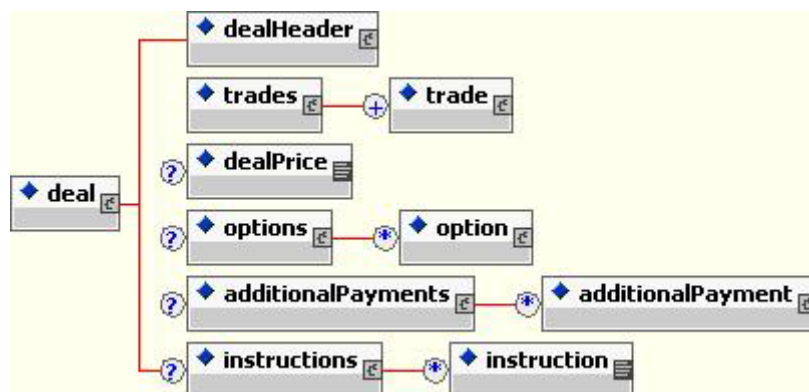 dealHeader
trades + trade
? dealPrice
deal
? options * option
? additionalPayments * additionalPayment
? instructions * instruction